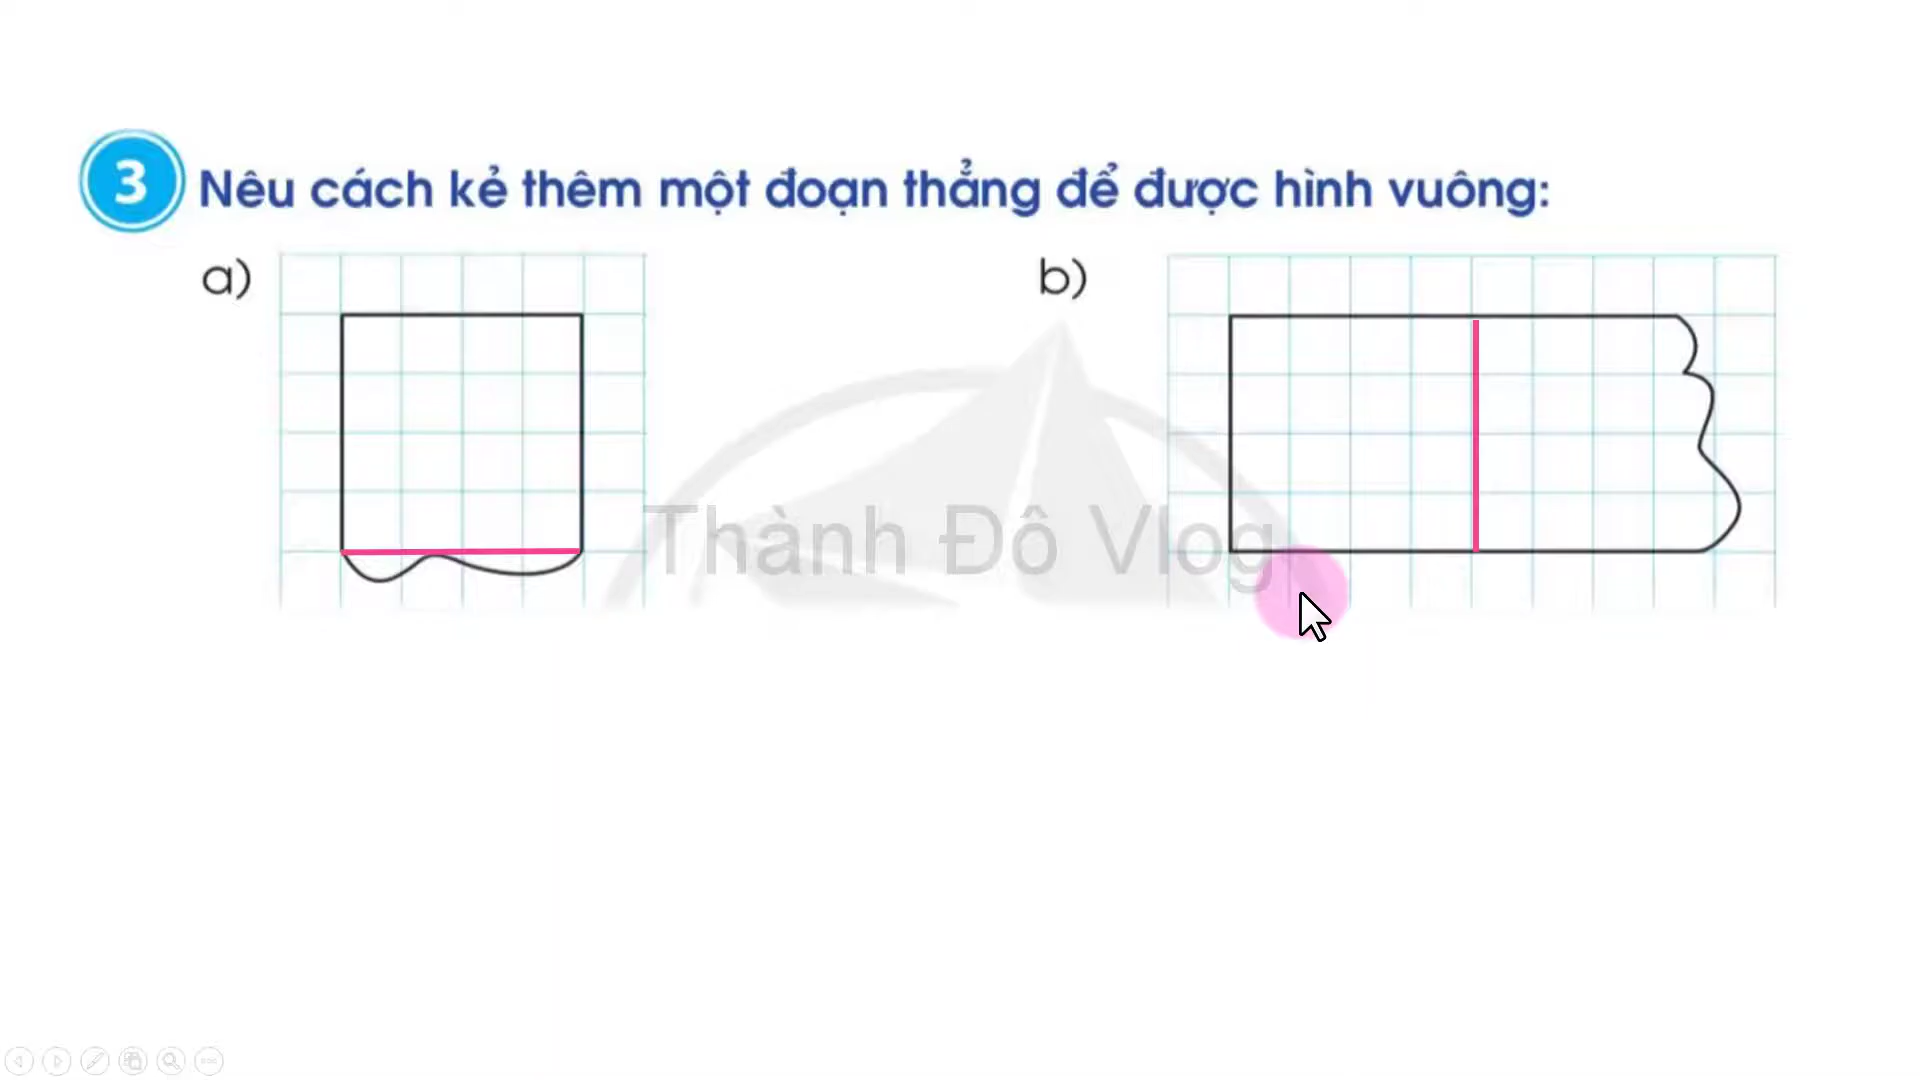 3 Nêu cách kẻ thêm một đoạn thẳng để được hình vuông:
a) b)
Thành Đô Vlog